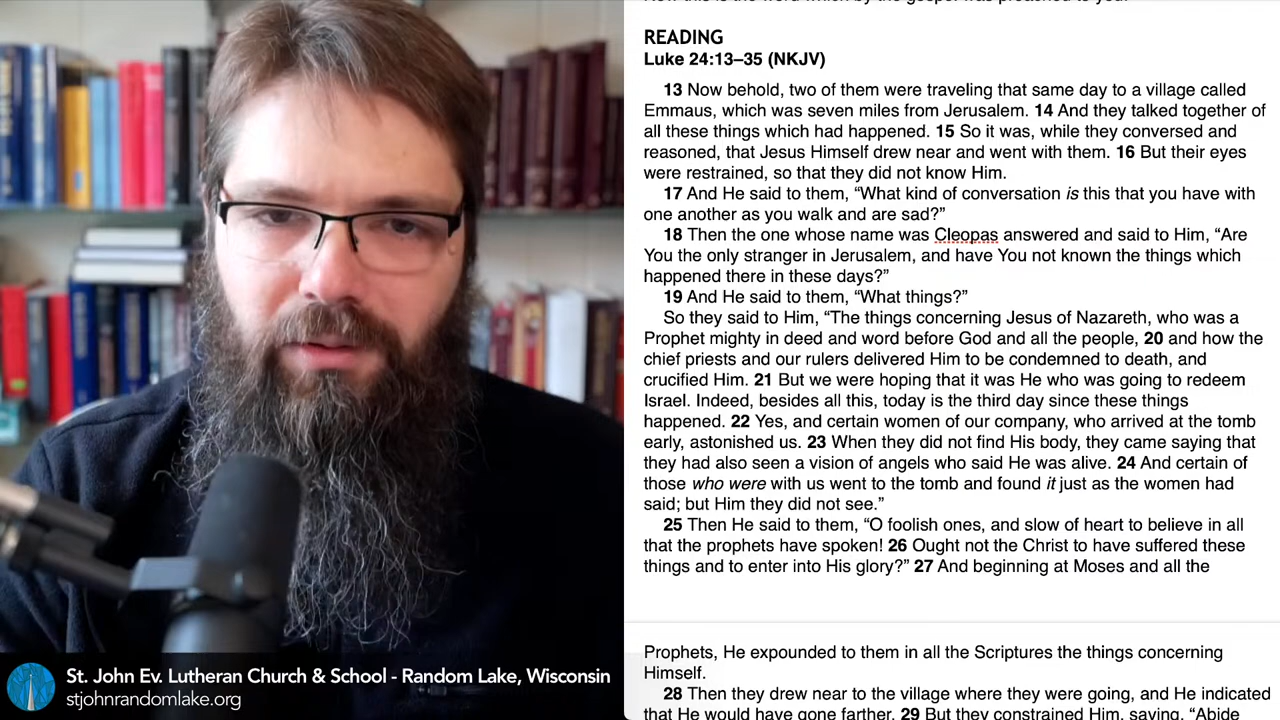 READING
Luke 24:13–35 (NKJV)
13 Now behold, two of them were traveling that same day to a village called
Emmaus, which was seven miles from Jerusalem. 14 And they talked together of
all these things which had happened. 15 So it was, while they conversed and
reasoned, that Jesus Himself drew near and went with them. 16 But their eyes
were restrained, so that they did not know Him.
17 And He said to them, “What kind of conversation is this that you have with
one another as you walk and are sad?”
18 Then the one whose name was Cleopas answered and said to Him, “Are
You the only stranger in Jerusalem, and have You not known the things which
happened there in these days?”
19 And He said to them, “What things?”
So they said to Him, “The things concerning Jesus of Nazareth, who was a
Prophet mighty in deed and word before God and all the people, 20 and how the
chief priests and our rulers delivered Him to be condemned to death, and
crucified Him. 21 But we were hoping that it was He who was going to redeem
Israel. Indeed, besides all this, today is the third day since these things
happened. 22 Yes, and certain women of our company, who arrived at the tomb
early, astonished us. 23 When they did not find His body, they came saying that
they had also seen a vision of angels who said He was alive. 24 And certain of
those who were with us went to the tomb and found it just as the women had
said; but Him they did not see.”
25 Then He said to them, “O foolish ones, and slow of heart to believe in all
that the prophets have spoken! 26 Ought not the Christ to have suffered these
things and to enter into His glory?” 27 And beginning at Moses and all the
Prophets, He expounded to them in all the Scriptures the things concerning
Himself.
28 Then they drew near to the village where they were going, and He indicated
that He would have gone farther. 29 But they constrained Him, saying, “Abide
St. John Ev. Lutheran Church & School - Random Lake, Wisconsin
stjohnrandomlake.org